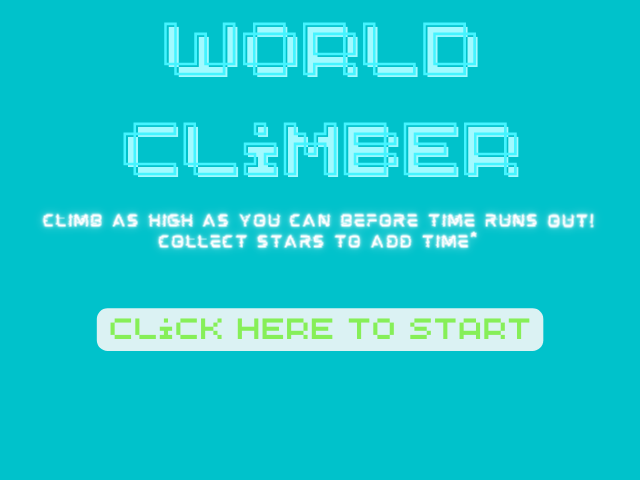 WORLD
CLiMBER
CLIMB AS HIGH AS YOU CAN BEFORE TIME RUNS OUT!
COLLECT STARS TO ADD TIME*
CLiCK HERE TO START